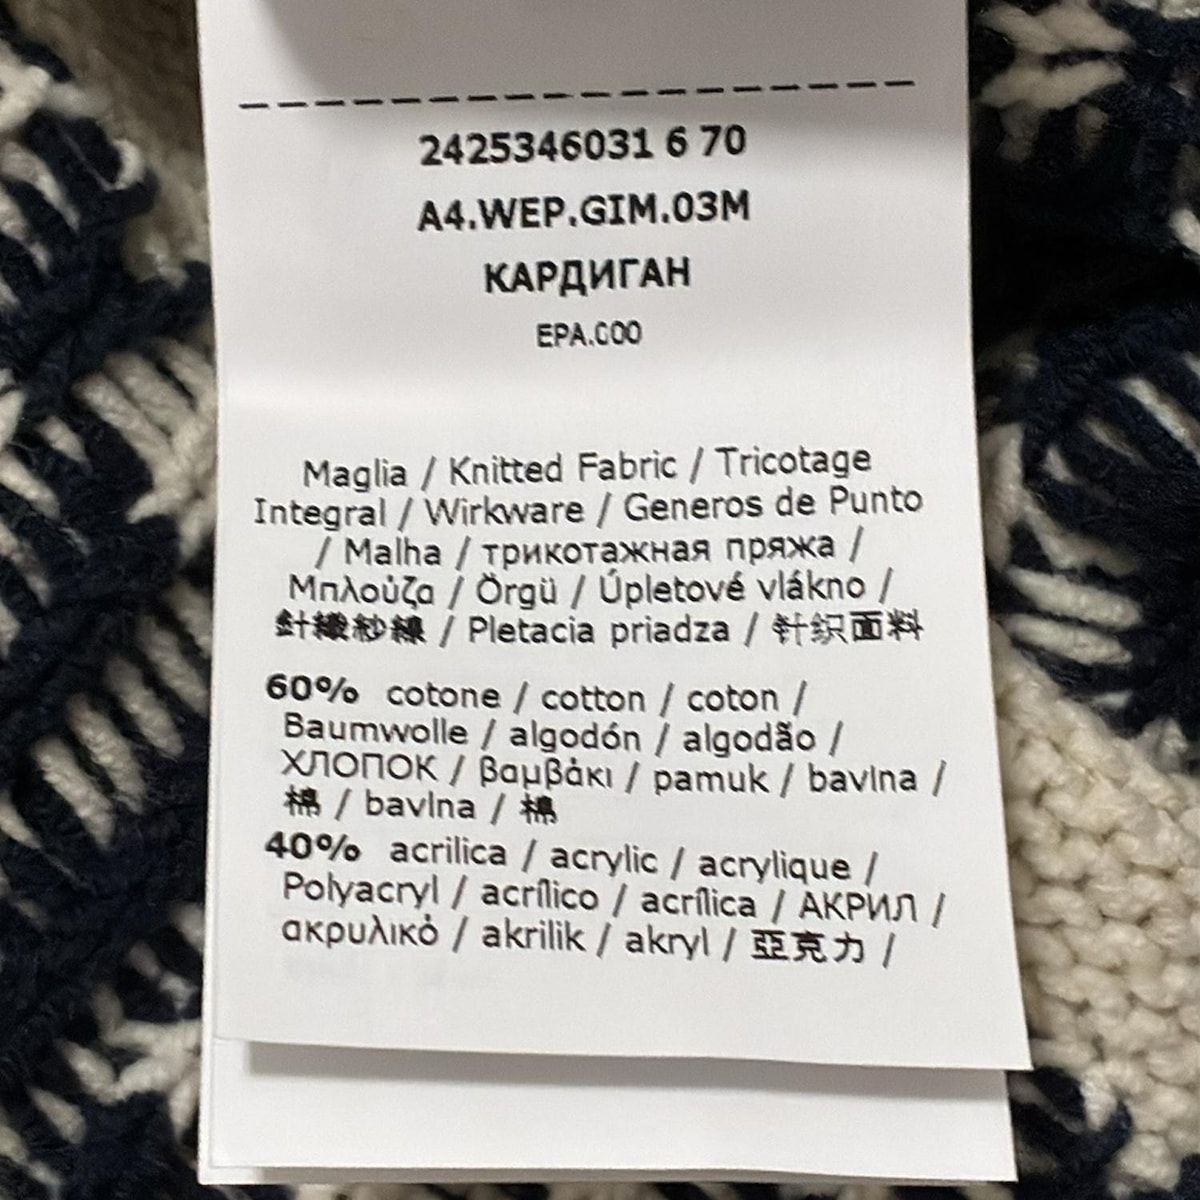 2425346031 6 70
A4.WEP.GIM.03M
КАРДИГАН
EPA.000
Maglia / Knitted Fabric / Tricotage
Integral / Wirkware / Generos de Punto
/ Malha / трикотажная пряжа /
Μπλούζα / Örgü / Úpletové vlákno /
針織紗線 / Pletacia priadza / 针织面料
60% cotone / cotton / coton /
Baumwolle / algodón / algodão /
ХЛОПОК / βαμβάκι / pamuk / bavlna /
棉 / bavlna / 棉
40% acrilica / acrylic / acrylique /
Polyacryl / acrílico / acrílica / АКРИЛ /
ακρυλικό / akrilik / akryl / 亞克力 /